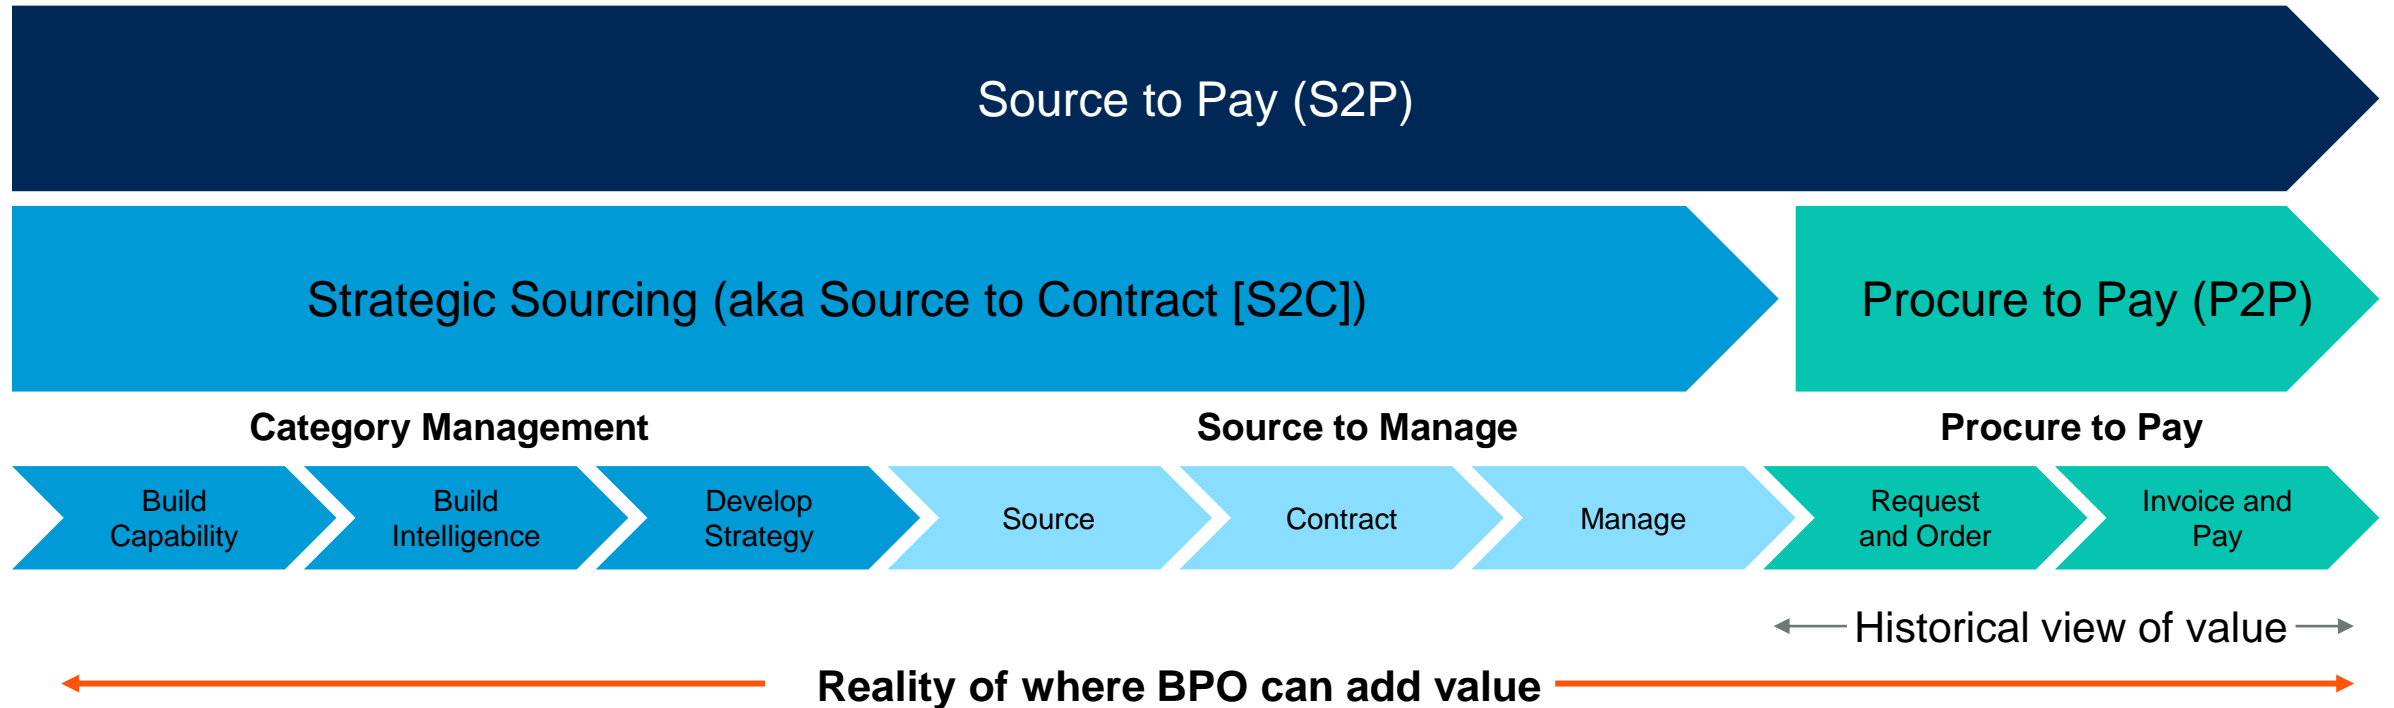 Source to Pay (S2P)
Strategic Sourcing (aka Source to Contract [S2C])
Procure to Pay (P2P)
Category Management
Source to Manage
Procure to Pay
Build
Capability
Build
Intelligence
Develop
Strategy
Source
Contract
Manage
Request
and Order
Invoice and
Pay
Historical view of value
Reality of where BPO can add value